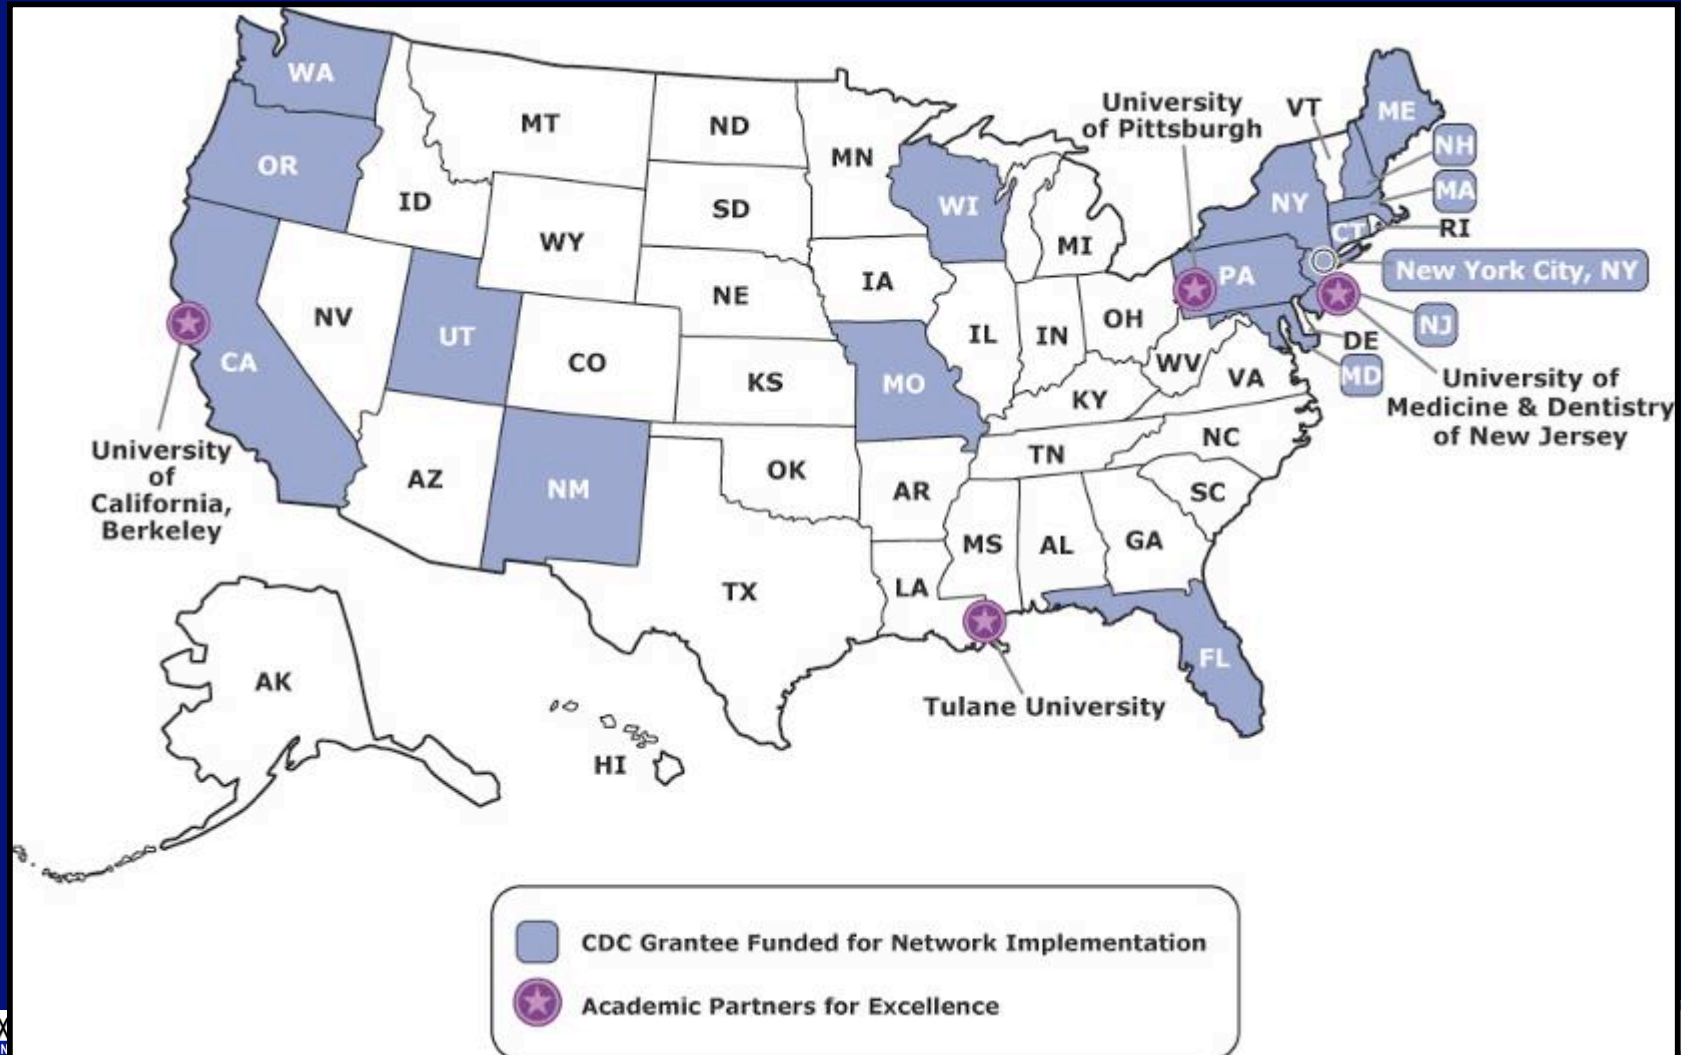 WA
MT
ND
MN
OR
ID
SD
WI
WY
MI
University
of Pittsburgh
VT
ME
NH
MA
NY
CT
RI
New York City, NY
PA
NJ
DE
MD
University of
Medicine & Dentistry
of New Jersey
NV
UT
CO
NE
IA
IL
IN
OH
WV
VA
CA
KS
MO
KY
University
of
California,
Berkeley
AZ
NM
OK
AR
TN
NC
SC
TX
LA
MS
AL
GA
FL
Tulane University
AK
HI
CDC Grantee Funded for Network Implementation
Academic Partners for Excellence